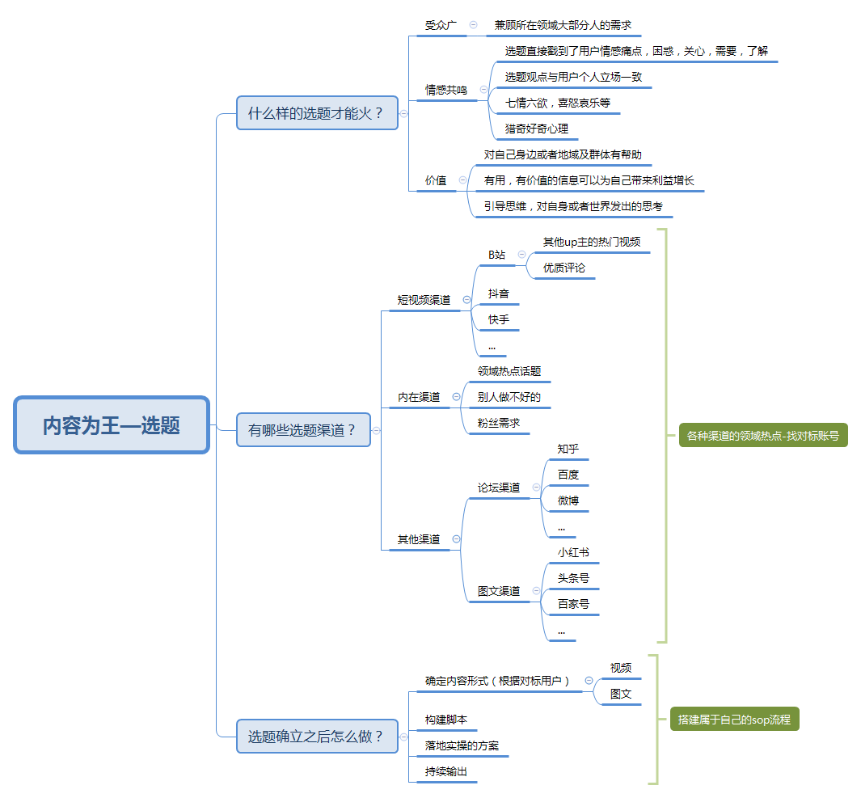 内容为王—选题
什么样的选题才能火？
受众广
兼顾所在领域大部分人的需求
情感共鸣
选题直接戳到了用户情感痛点，困惑，关心，需要，了解
选题观点与用户个人立场一致
七情六欲，喜怒哀乐等
猎奇好奇心理
价值
对自己身边或者地域及群体有帮助
有用，有价值的信息可以为自己带来利益增长
引导思维，对自身或者世界发出的思考
有哪些选题渠道？
短视频渠道
B站
其他up主的热门视频
优质评论
抖音
快手
...
内在渠道
领域热点话题
别人做不好的
粉丝需求
其他渠道
论坛渠道
知乎
百度
微博
...
图文渠道
小红书
头条号
百家号
...
各种渠道的领域热点-找对标账号
选题确立之后怎么做？
确定内容形式（根据对标用户）
视频
图文
构建脚本
落地实操的方案
持续输出
搭建属于自己的sop流程